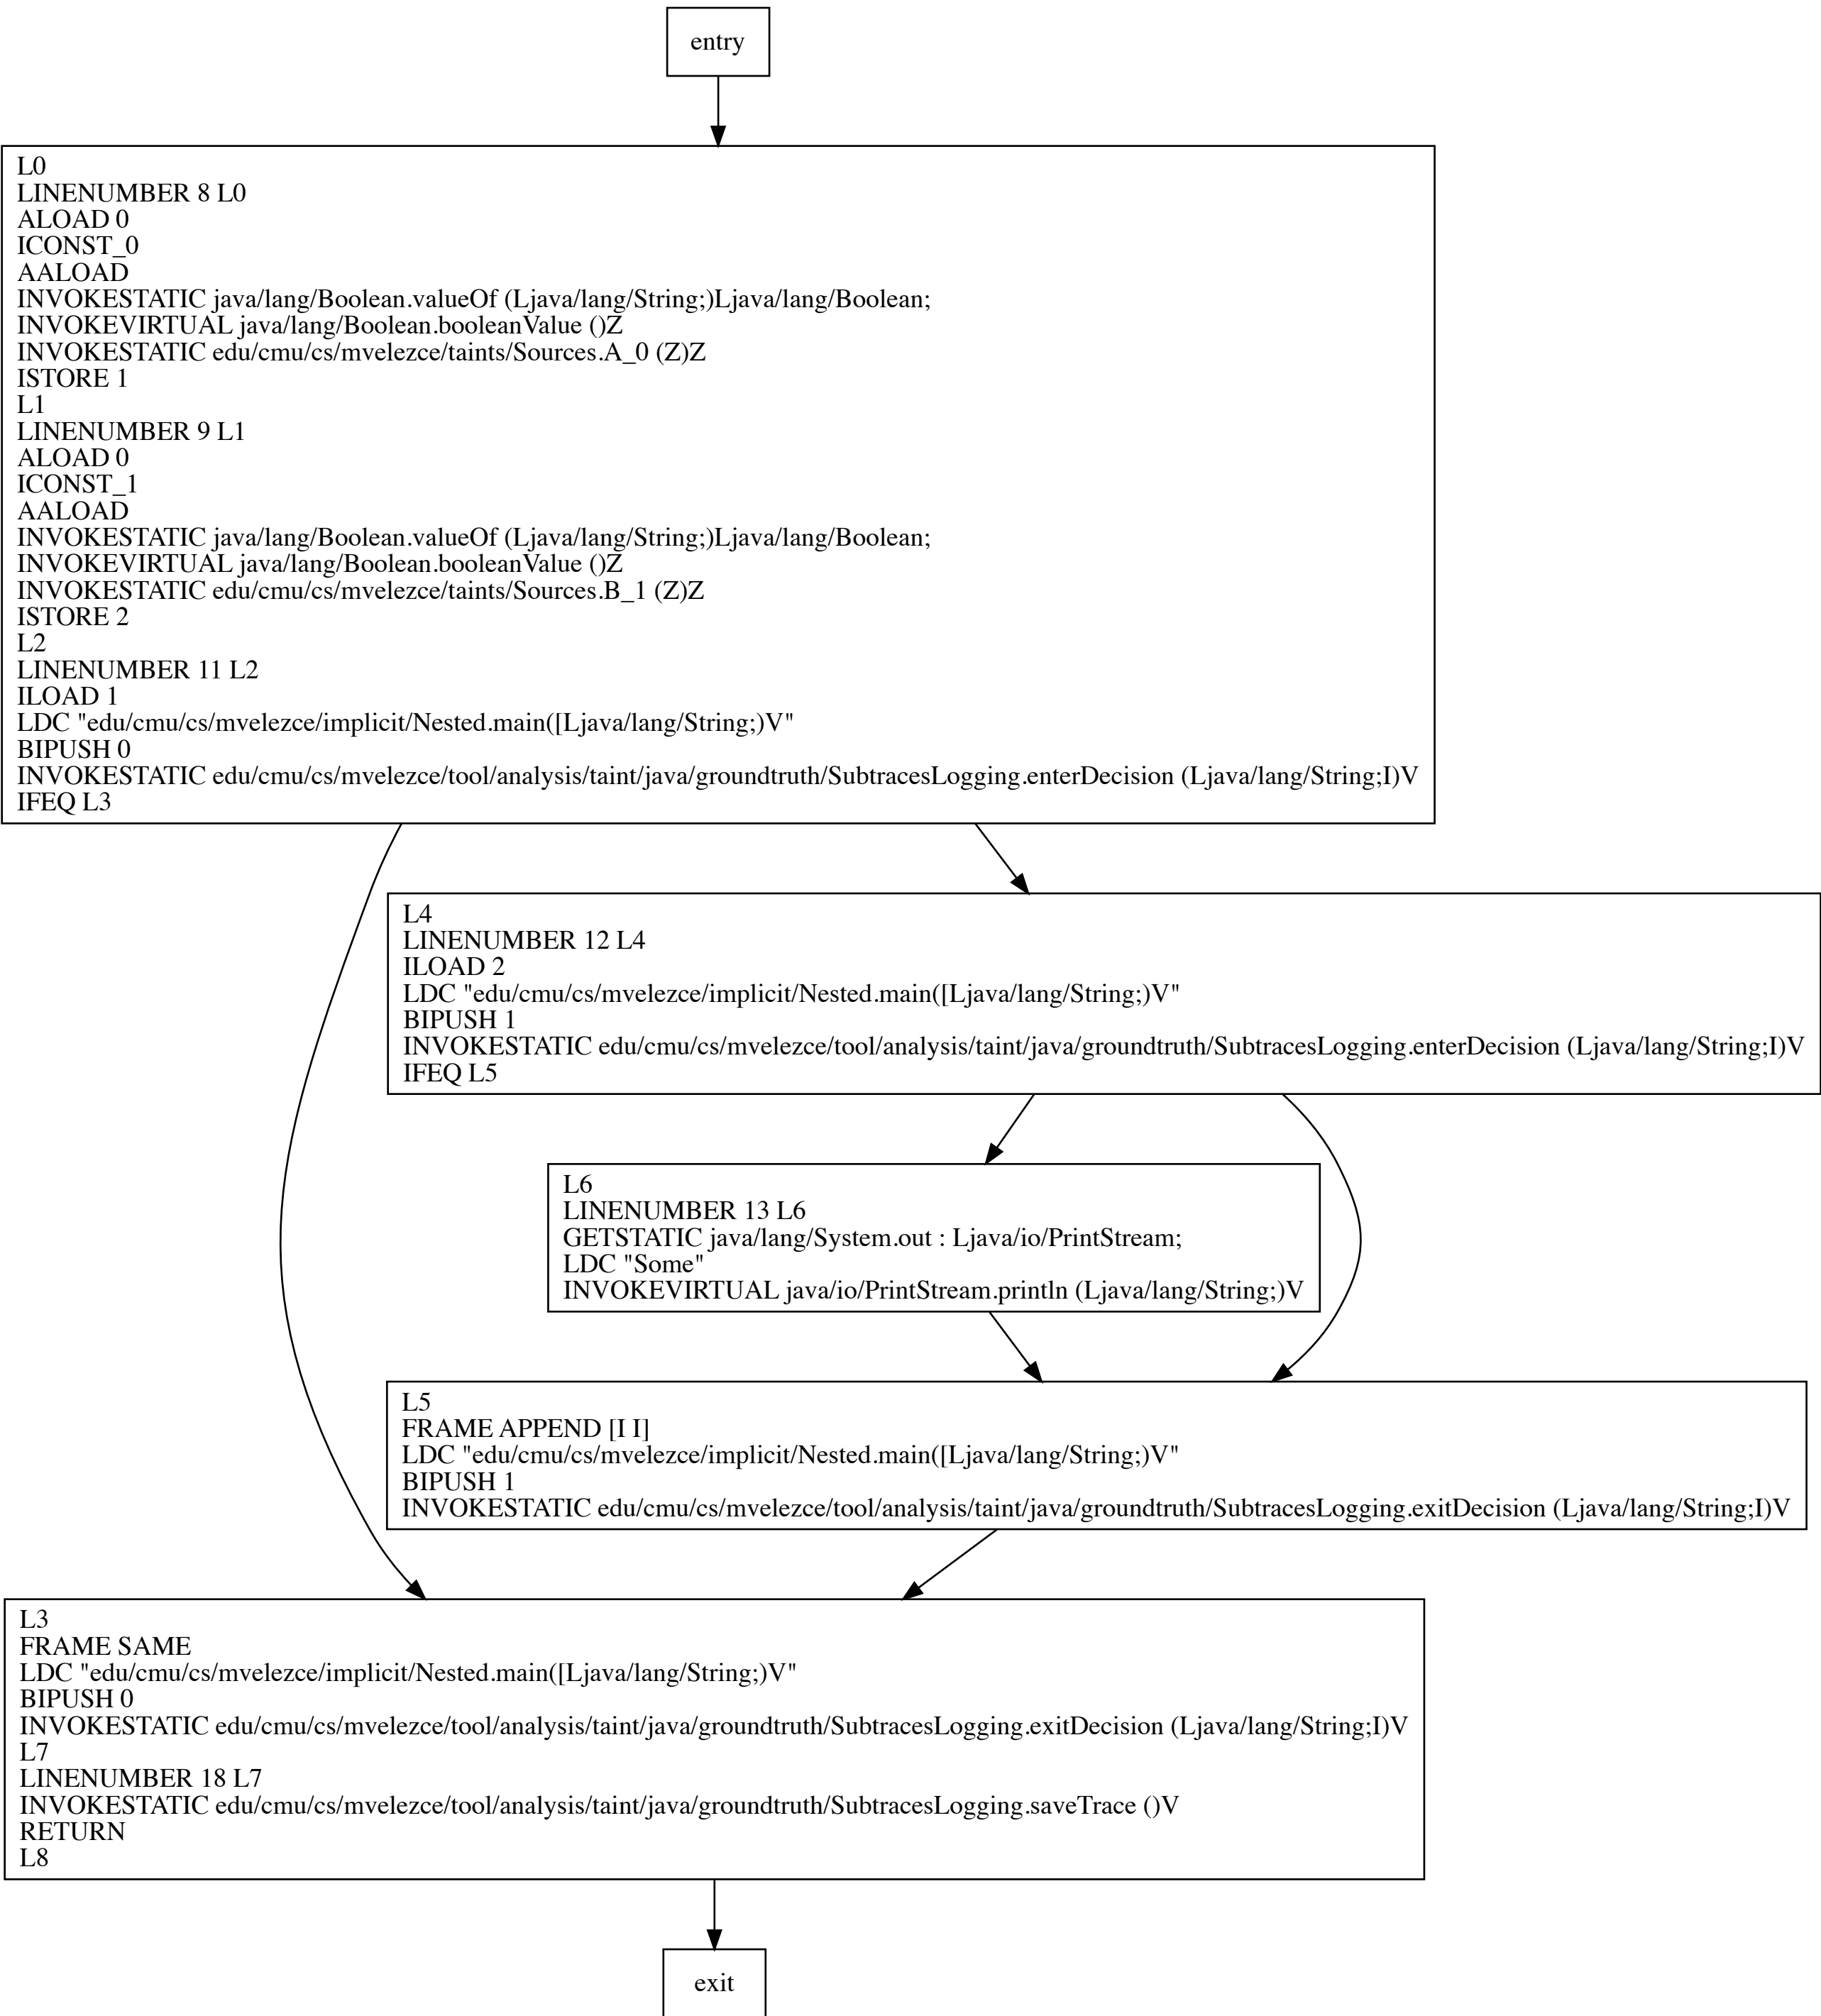 entry
L0
LINENUMBER 8 L0
ALOAD 0
ICONST_0
AALOAD
INVOKESTATIC java/lang/Boolean.valueOf (Ljava/lang/String;)Ljava/lang/Boolean;
INVOKEVIRTUAL java/lang/Boolean.booleanValue ()Z
INVOKESTATIC edu/cmu/cs/mvelezce/taints/Sources.A_0 (Z)Z
ISTORE 1
L1
LINENUMBER 9 L1
ALOAD 0
ICONST_1
AALOAD
INVOKESTATIC java/lang/Boolean.valueOf (Ljava/lang/String;)Ljava/lang/Boolean;
INVOKEVIRTUAL java/lang/Boolean.booleanValue ()Z
INVOKESTATIC edu/cmu/cs/mvelezce/taints/Sources.B_1 (Z)Z
ISTORE 2
L2
LINENUMBER 11 L2
ILOAD 1
LDC "edu/cmu/cs/mvelezce/implicit/Nested.main([Ljava/lang/String;)V"
BIPUSH 0
INVOKESTATIC edu/cmu/cs/mvelezce/tool/analysis/taint/java/groundtruth/SubtracesLogging.enterDecision (Ljava/lang/String;I)V
IFEQ L3
L4
LINENUMBER 12 L4
ILOAD 2
LDC "edu/cmu/cs/mvelezce/implicit/Nested.main([Ljava/lang/String;)V"
BIPUSH 1
INVOKESTATIC edu/cmu/cs/mvelezce/tool/analysis/taint/java/groundtruth/SubtracesLogging.enterDecision (Ljava/lang/String;I)V
IFEQ L5
L6
LINENUMBER 13 L6
GETSTATIC java/lang/System.out : Ljava/io/PrintStream;
LDC "Some"
INVOKEVIRTUAL java/io/PrintStream.println (Ljava/lang/String;)V
L5
FRAME APPEND [I I]
LDC "edu/cmu/cs/mvelezce/implicit/Nested.main([Ljava/lang/String;)V"
BIPUSH 1
INVOKESTATIC edu/cmu/cs/mvelezce/tool/analysis/taint/java/groundtruth/SubtracesLogging.exitDecision (Ljava/lang/String;I)V
L3
FRAME SAME
LDC "edu/cmu/cs/mvelezce/implicit/Nested.main([Ljava/lang/String;)V"
BIPUSH 0
INVOKESTATIC edu/cmu/cs/mvelezce/tool/analysis/taint/java/groundtruth/SubtracesLogging.exitDecision (Ljava/lang/String;I)V
L7
LINENUMBER 18 L7
INVOKESTATIC edu/cmu/cs/mvelezce/tool/analysis/taint/java/groundtruth/SubtracesLogging.saveTrace ()V
RETURN
L8
exit